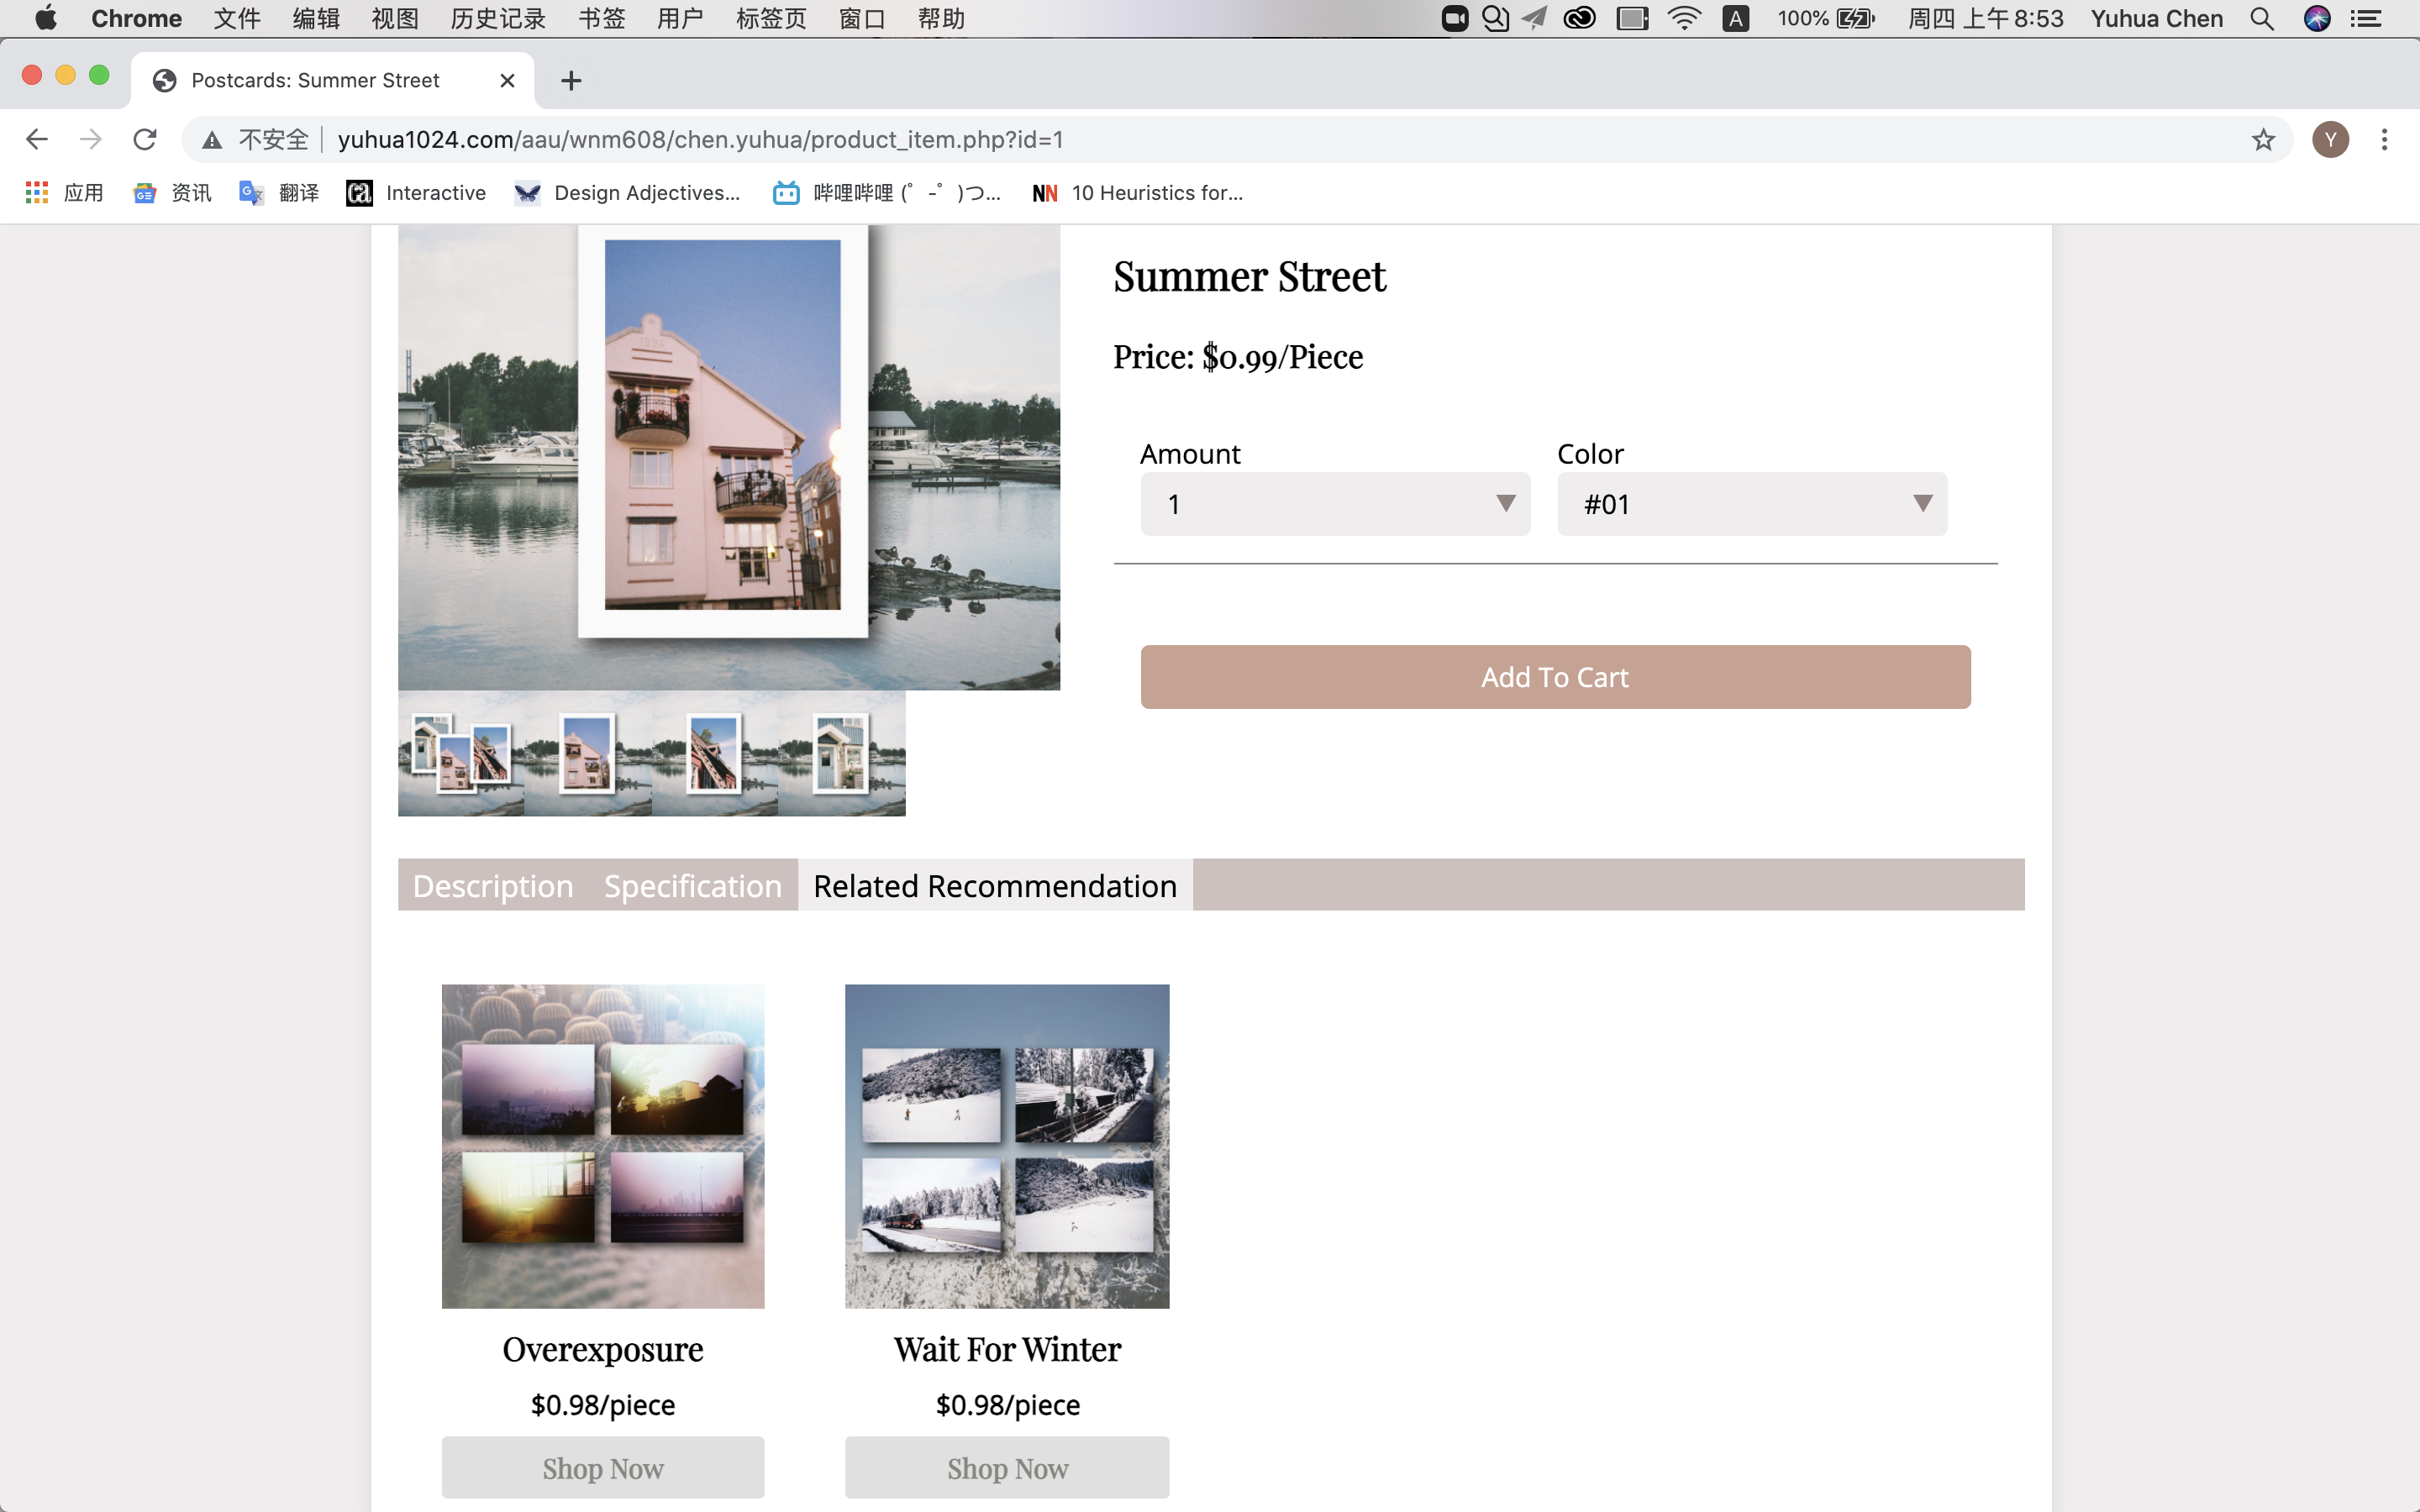 Chrome 文件 编辑 视图 历史记录 书签 用户 标签页 窗口 帮助 A 100% 周四 上午 8:53 Yuhua Chen
Postcards: Summer Street
不安全 yuhua1024.com/aau/wnm608/chen.yuhua/product_item.php?id=1 Y
应用 资讯 翻译 Interactive Design Adjectives... 哔哩哔哩 (゜-゜)つ... NN 10 Heuristics for...
Summer Street
Price: $0.99/Piece
Amount Color
1 #01
Add To Cart
Description Specification Related Recommendation
Overexposure Wait For Winter
$0.98/piece $0.98/piece
Shop Now Shop Now